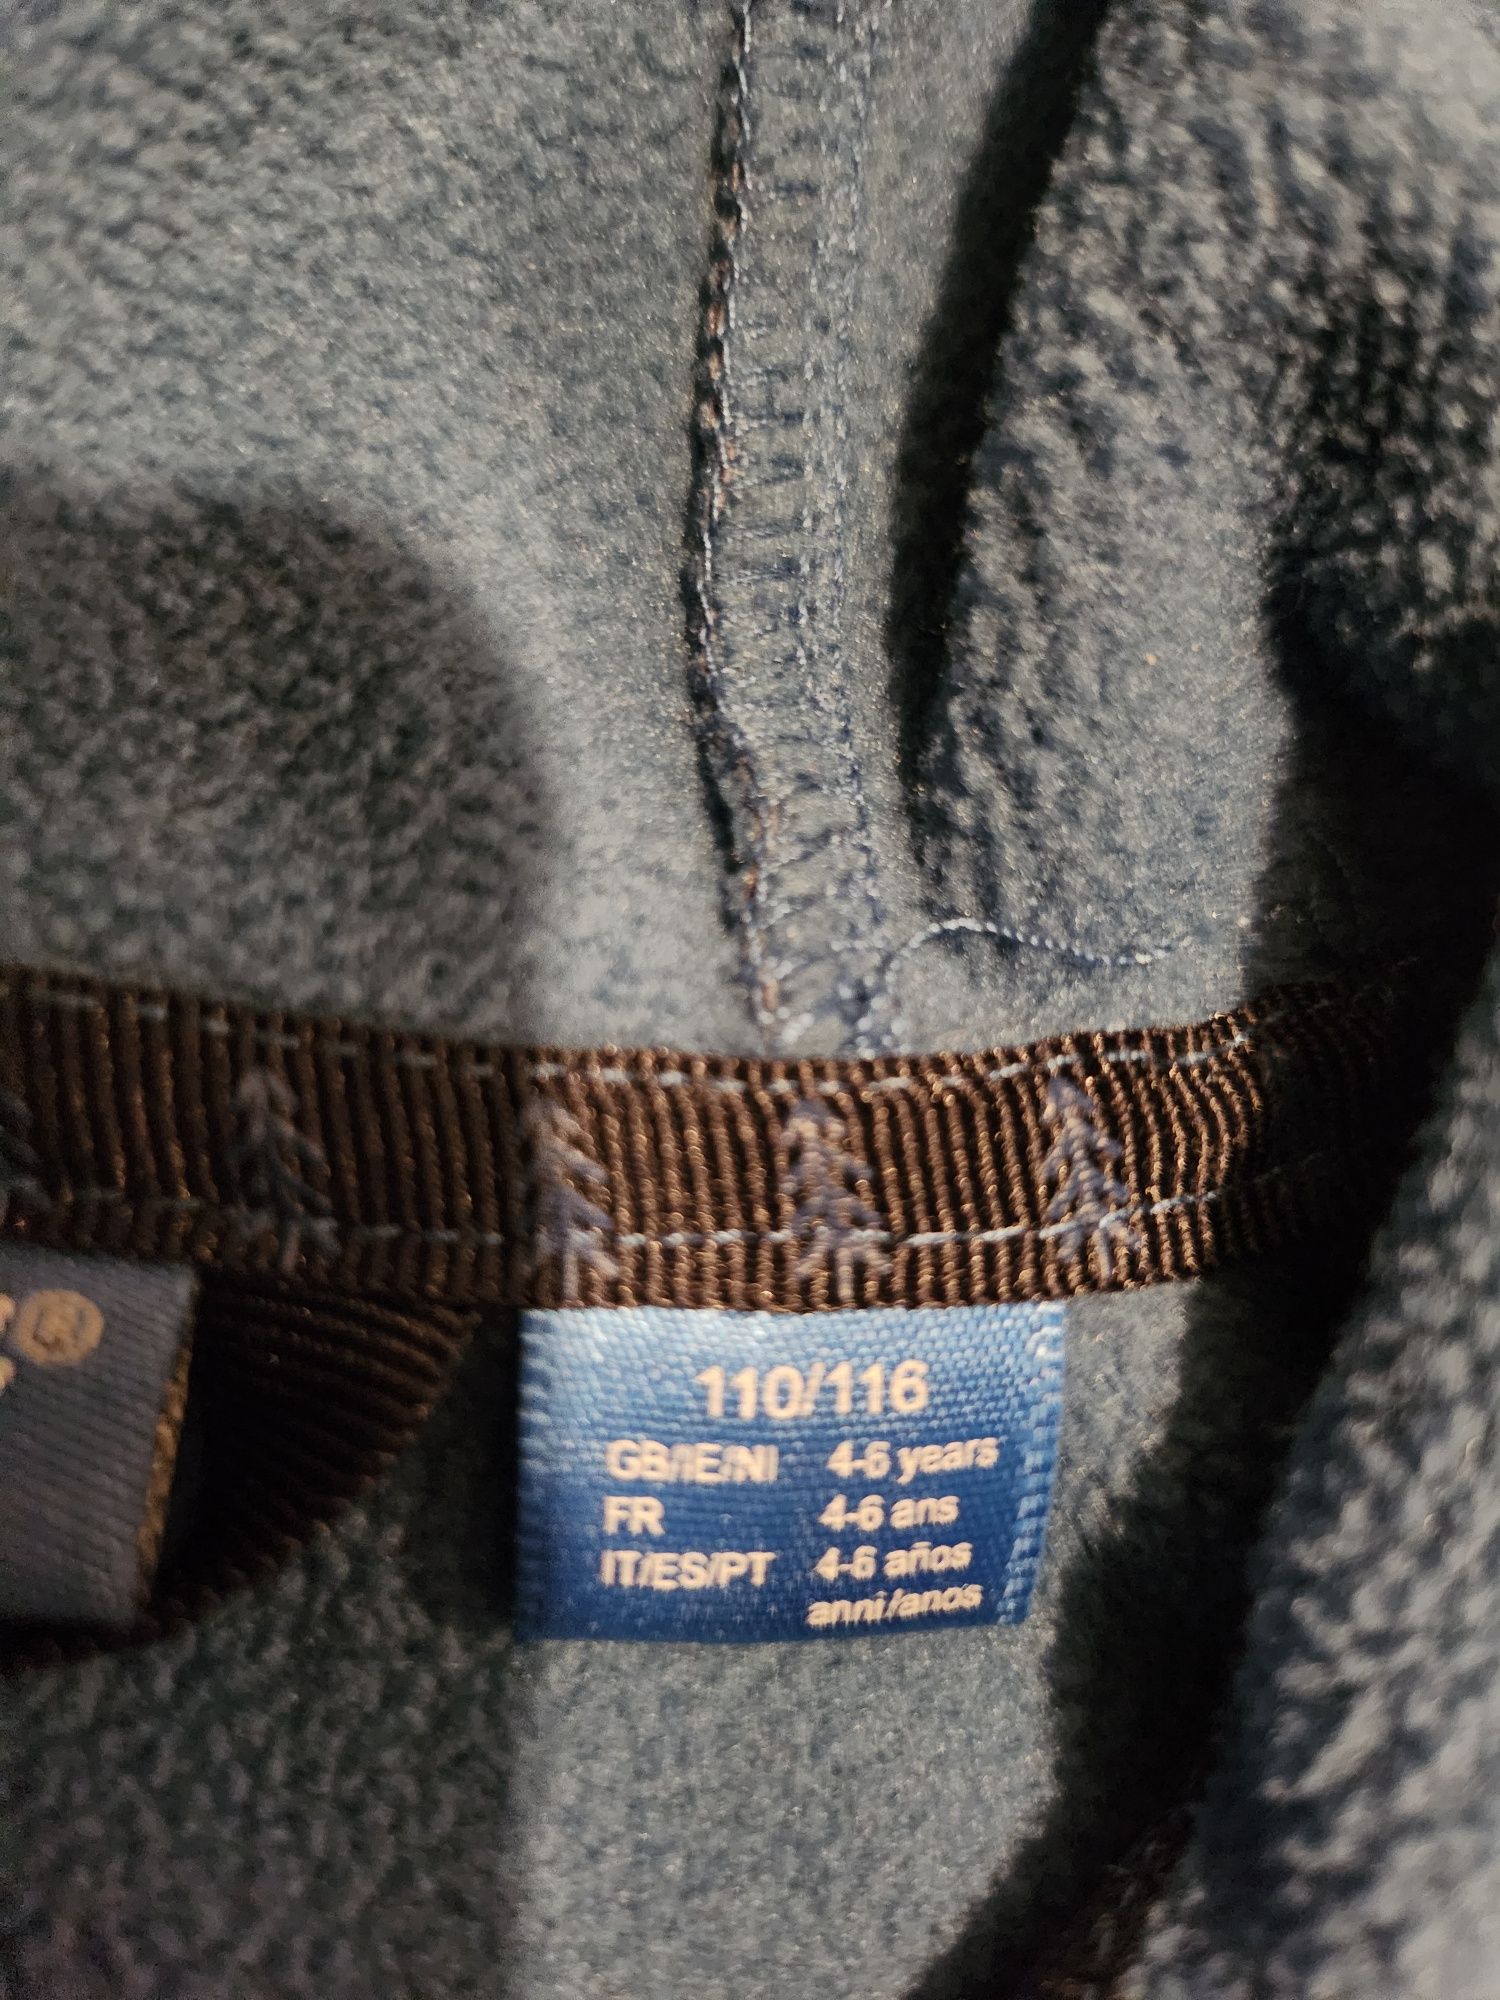 110/116
GB/IE/NI 4-6 years
FR 4-6 ans
IT/ES/PT 4-6 años
anni/anos